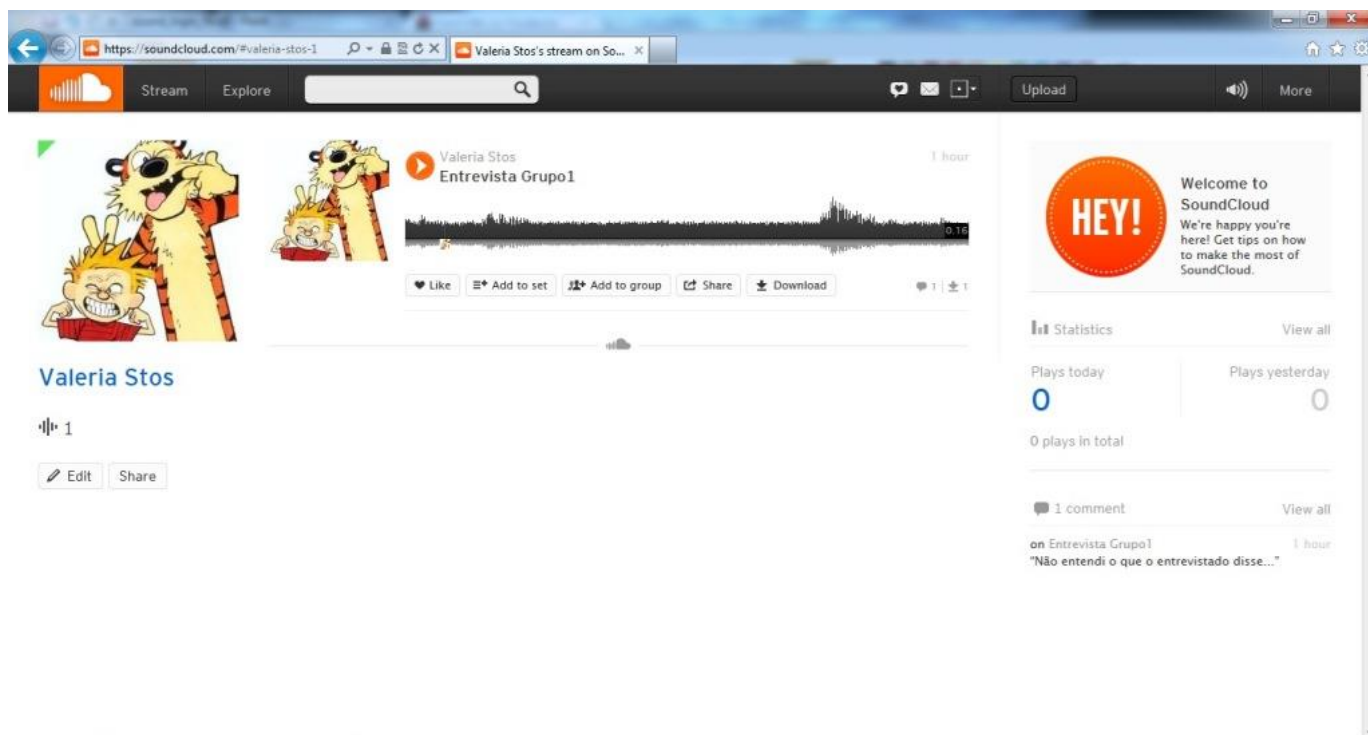 https://soundcloud.com/#valeria-stos-1
Valeria Stos's stream on So...
Stream
Explore
Upload
More
Valeria Stos
1 hour
Entrevista Grupo1
0.16
Like
Add to set
Add to group
Share
Download
1
1
Valeria Stos
1
Edit
Share
HEY!
Welcome to
SoundCloud
We're happy you're
here! Get tips on how
to make the most of
SoundCloud.
Statistics
View all
Plays today
Plays yesterday
0
0
0 plays in total
1 comment
View all
on Entrevista Grupo1
1 hour
"Não entendi o que o entrevistado disse..."